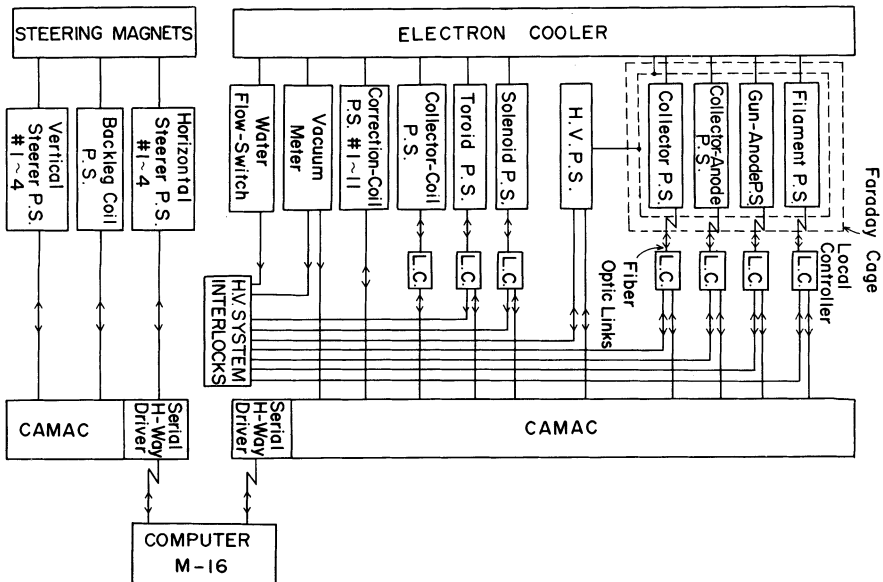 STEERING MAGNETS
ELECTRON COOLER
Vertical
Steerer P.S.
#1~4
Backleg Coil
P.S.
Horizontal
Steerer P.S.
#1~4
Water
Flow-Switch
Vacuum
Meter
Correction-Coil
P.S. #1~11
Collector-Coil
P.S.
Toroid P.S.
Solenoid P.S.
H.V.P.S.
Collector P.S.
Collector-Anode
P.S.
Gun-Anode P.S.
Filament P.S.
Faraday Cage
L.C.
L.C.
L.C.
L.C.
L.C.
L.C.
L.C.
Local
Controller
Fiber
Optic Links
H.V. SYSTEM
INTERLOCKS
CAMAC
Serial
H-Way
Driver
Serial
H-Way
Driver
CAMAC
COMPUTER
M-16